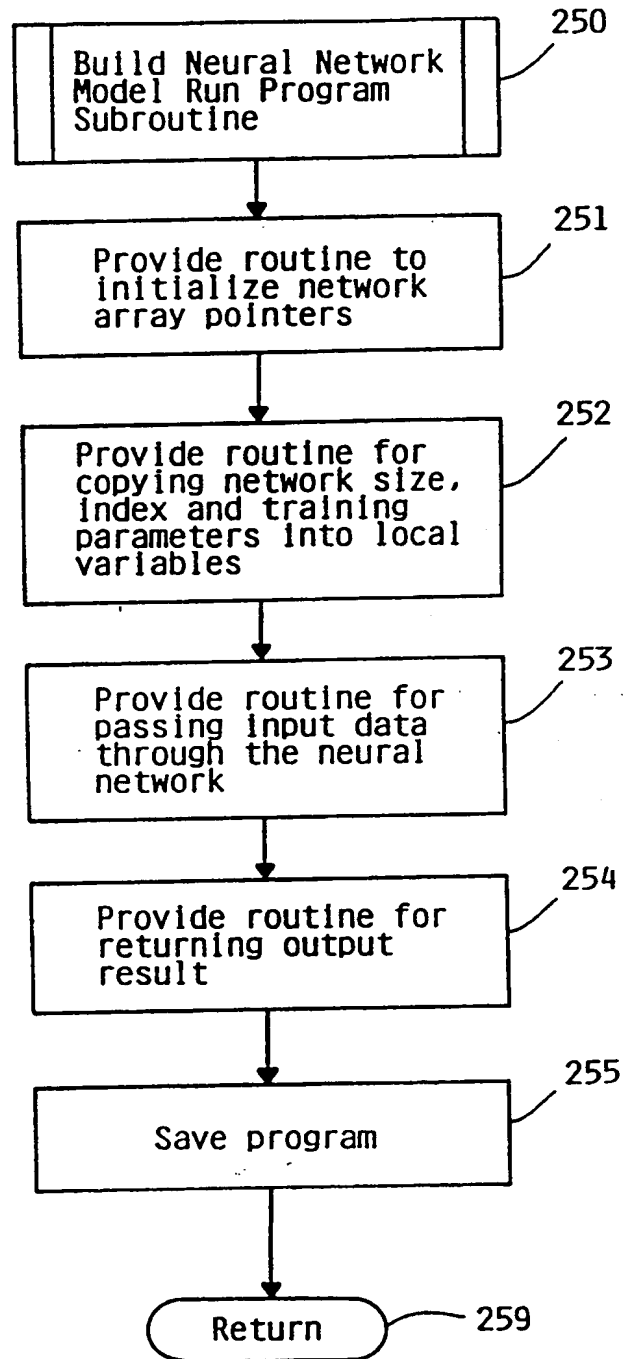 250
Build Neural Network
Model Run Program
Subroutine
251
Provide routine to
initialize network
array pointers
252
Provide routine for
copying network size,
index and training
parameters into local
variables
253
Provide routine for
passing input data
through the neural
network
254
Provide routine for
returning output
result
255
Save program
Return
259